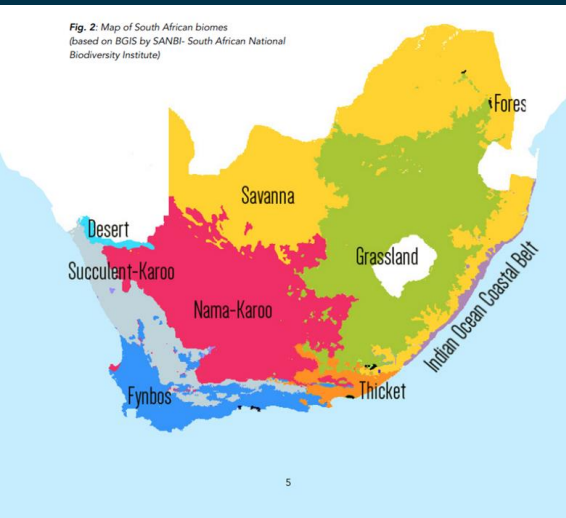 Fig. 2: Map of South African biomes
(based on BGIS by SANBI- South African National
Biodiversity Institute)
Fores
Savanna
Desert
Grassland
Succulent-Karoo
Nama-Karoo
Indian Ocean Coastal Belt
Thicket
Fynbos
5